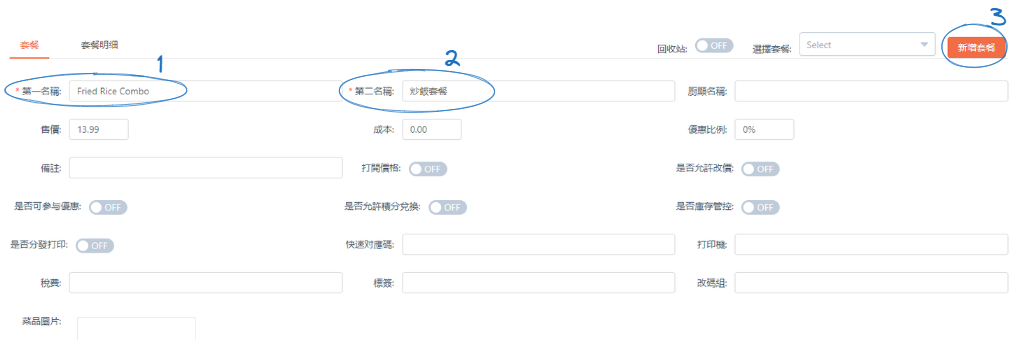 3
套餐 套餐明细
回收站: OFF 選擇套餐: Select 新增套餐
1 2
* 第一名稱: Fried Rice Combo * 第二名稱: 炒飯套餐 廚顯名稱:
售價: 13.99 成本: 0.00 優惠比例: 0%
備註: 打開價格: OFF 是否允許改價: OFF
是否可參与優惠: OFF 是否允許積分兌換: OFF 是否庫存管控: OFF
是否分發打印: OFF 快速对應碼: 打印機:
稅費: 標簽: 改碼組:
菜品圖片: